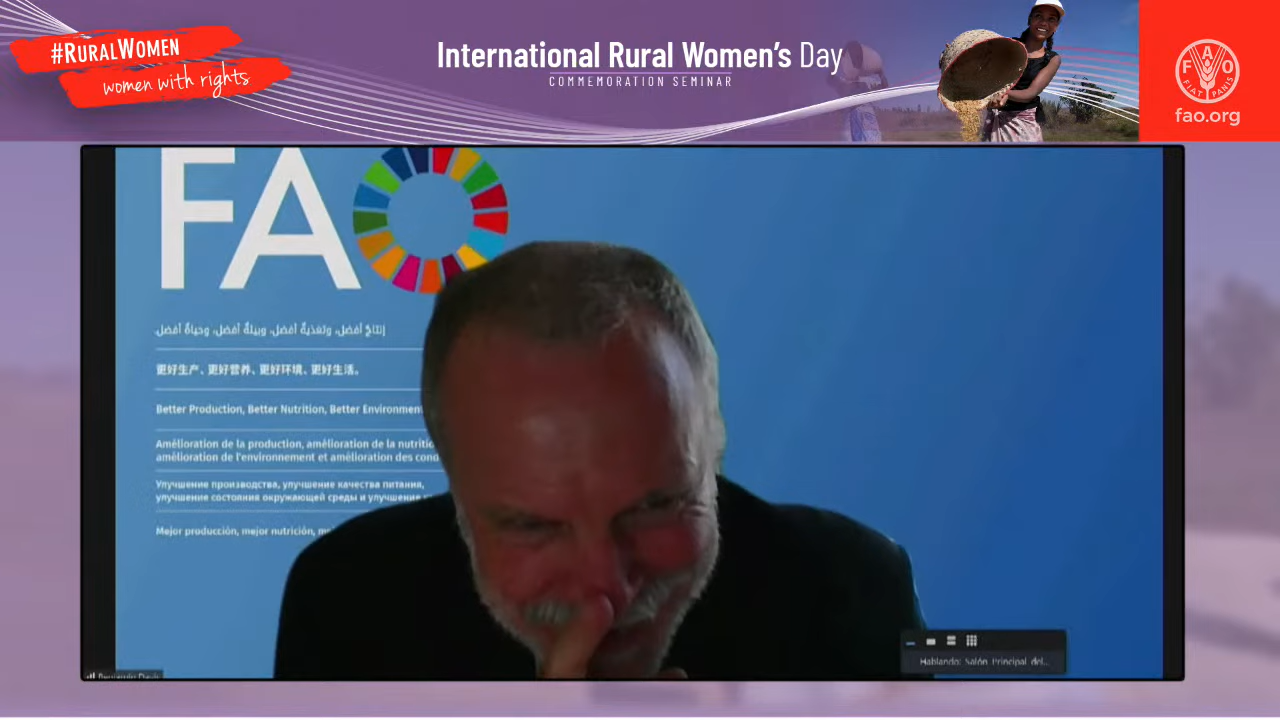 #RURALWOMEN
women with rights
International Rural Women's Day
COMMEMORATION SEMINAR
FAO
FIAT PANIS
fao.org
FAO
إنتاجٌ أفضل، وتغذيةٌ أفضل، وبيئةٌ أفضل، وحياةٌ أفضل.
更好生产、更好营养、更好环境、更好生活。
Better Production, Better Nutrition, Better Environment
Amélioration de la production, amélioration de la
amélioration de l'environnement et amélioration des
Улучшение производства, улучшение качества питания,
улучшение состояния окружающей среды и улучшение
Mejor producción, mejor nutrición,
Benjamin Davis
Hablando: Salón Principal del...